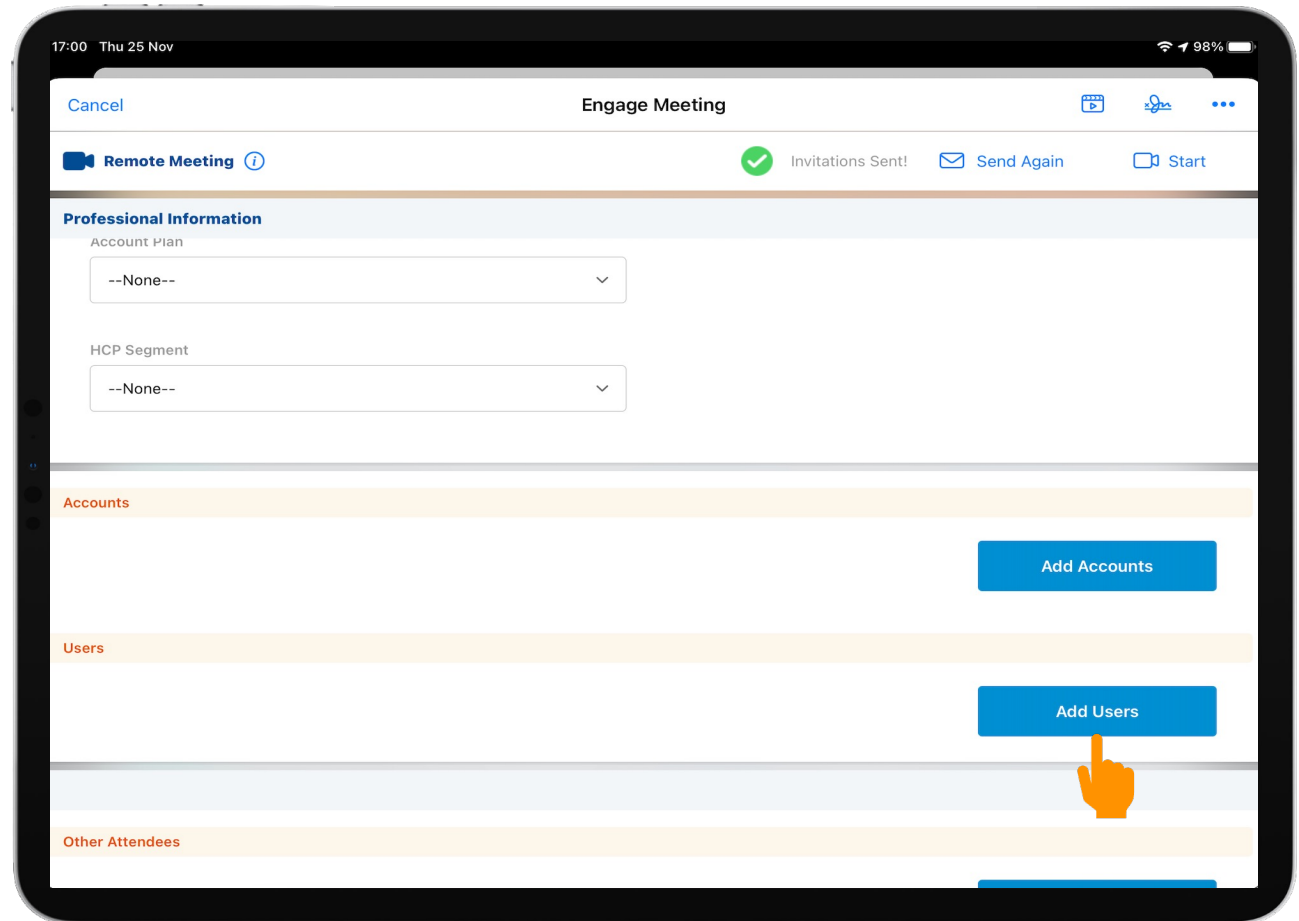 17:00 Thu 25 Nov 98%
Cancel Engage Meeting
Remote Meeting Invitations Sent! Send Again Start
Professional Information
Account Plan
--None--
HCP Segment
--None--
Accounts
Add Accounts
Users
Add Users
Other Attendees